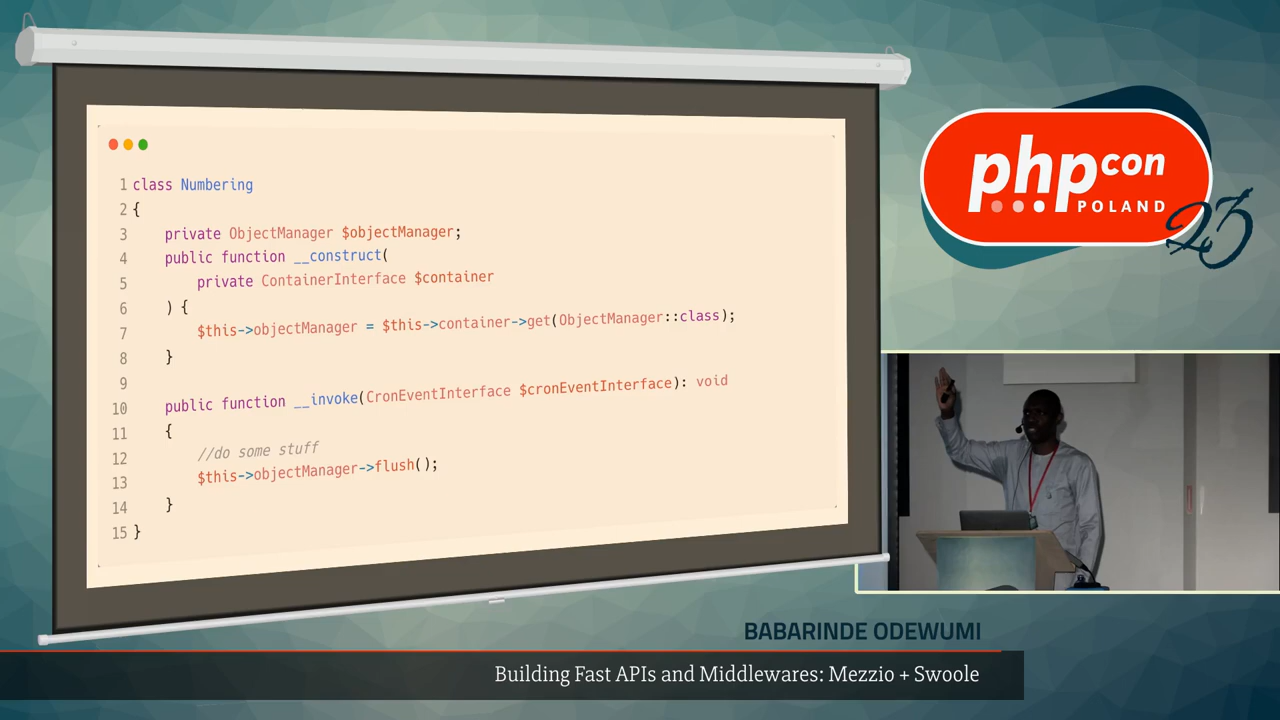 1 class Numbering
2 {
3 private ObjectManager $objectManager;
4 public function __construct(
5 private ContainerInterface $container
6 ) {
7 $this->objectManager = $this->container->get(ObjectManager::class);
8 }
9
10 public function __invoke(CronEventInterface $cronEventInterface): void
11 {
12 //do some stuff
13 $this->objectManager->flush();
14 }
15 }
phpcon
POLAND
23
BABARINDE ODEWUMI
Building Fast APIs and Middlewares: Mezzio + Swoole